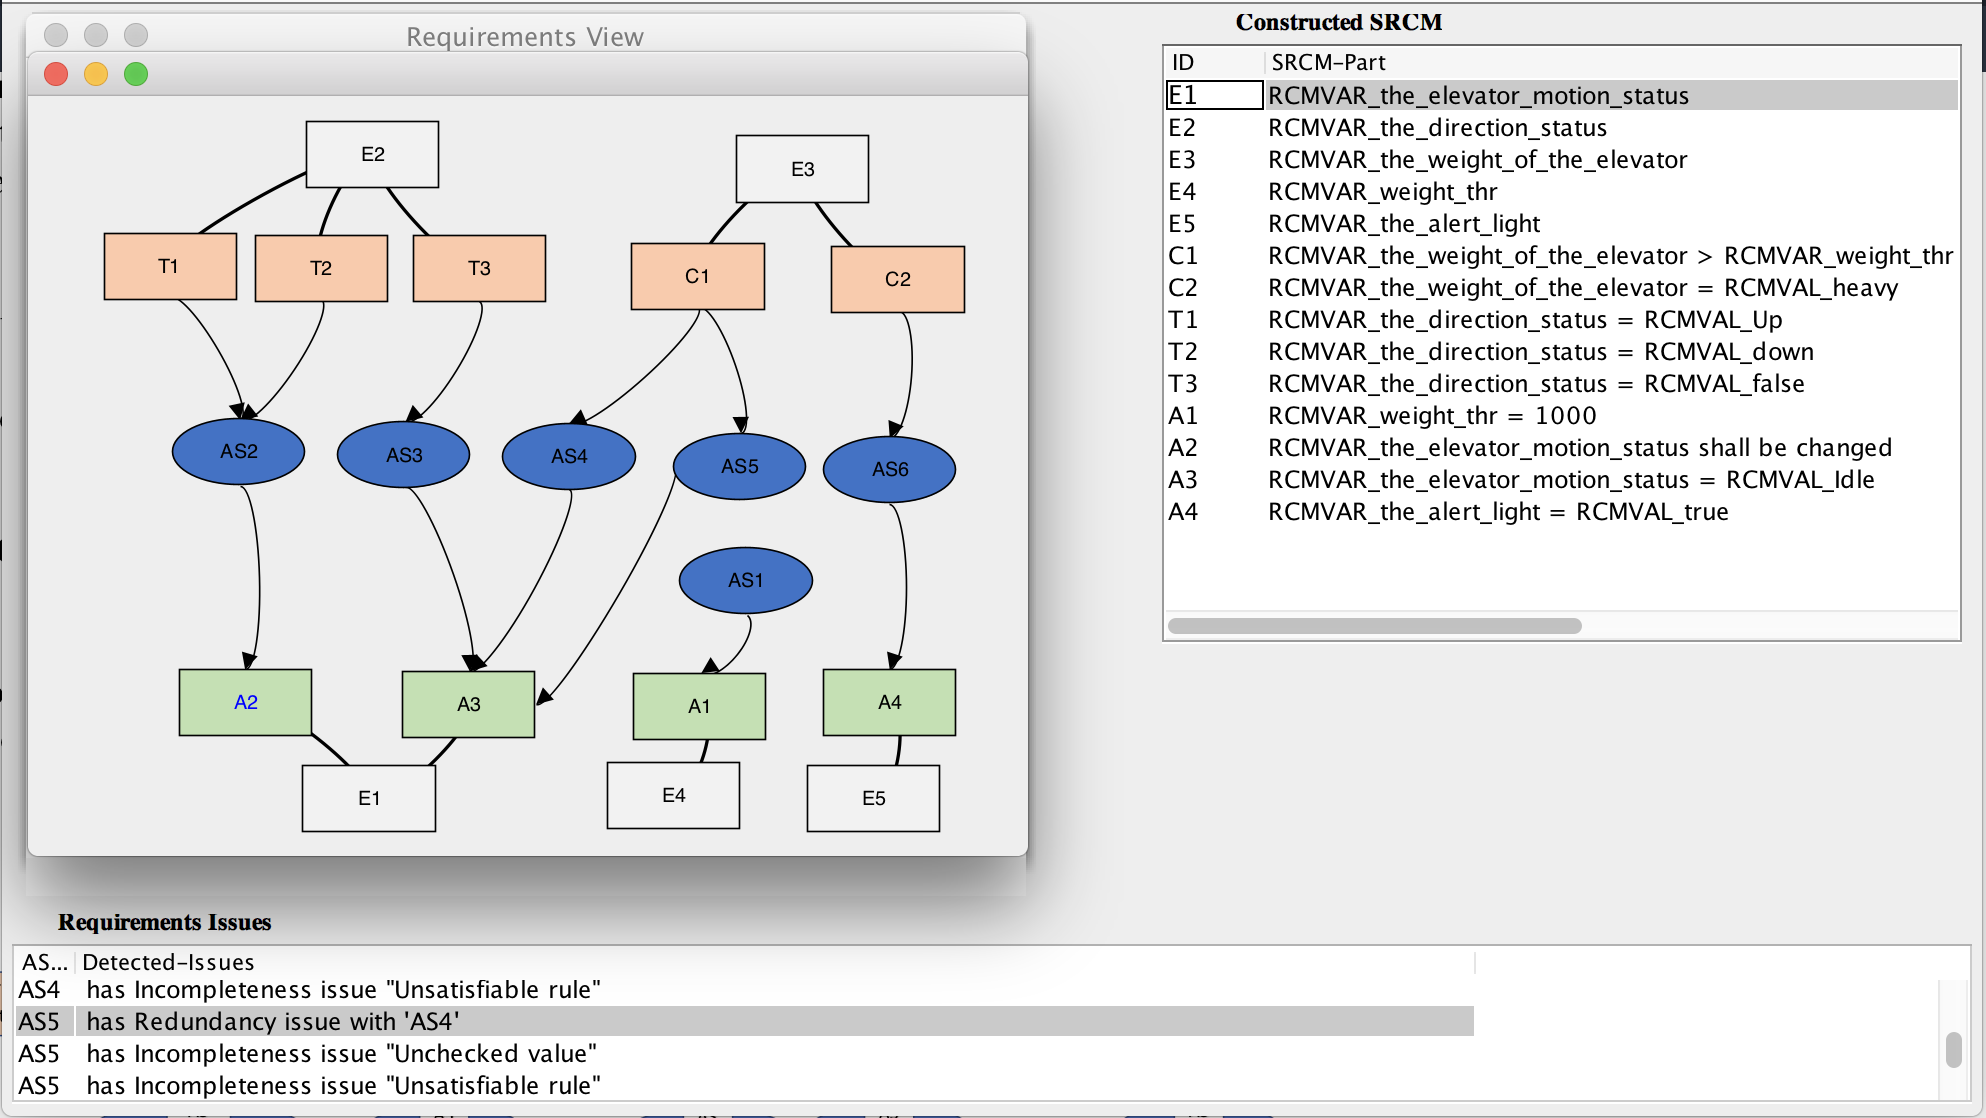 Requirements View
E2
E3
T1
T2
T3
C1
C2
AS2
AS3
AS4
AS5
AS6
AS1
A2
A3
A1
A4
E1
E4
E5
Constructed SRCM
ID SRCM-Part
E1 RCMVAR_the_elevator_motion_status
E2 RCMVAR_the_direction_status
E3 RCMVAR_the_weight_of_the_elevator
E4 RCMVAR_weight_thr
E5 RCMVAR_the_alert_light
C1 RCMVAR_the_weight_of_the_elevator > RCMVAR_weight_thr
C2 RCMVAR_the_weight_of_the_elevator = RCMVAL_heavy
T1 RCMVAR_the_direction_status = RCMVAL_Up
T2 RCMVAR_the_direction_status = RCMVAL_down
T3 RCMVAR_the_direction_status = RCMVAL_false
A1 RCMVAR_weight_thr = 1000
A2 RCMVAR_the_elevator_motion_status shall be changed
A3 RCMVAR_the_elevator_motion_status = RCMVAL_Idle
A4 RCMVAR_the_alert_light = RCMVAL_true
Requirements Issues
AS... Detected-Issues
AS4 has Incompleteness issue "Unsatisfiable rule"
AS5 has Redundancy issue with 'AS4'
AS5 has Incompleteness issue "Unchecked value"
AS5 has Incompleteness issue "Unsatisfiable rule"